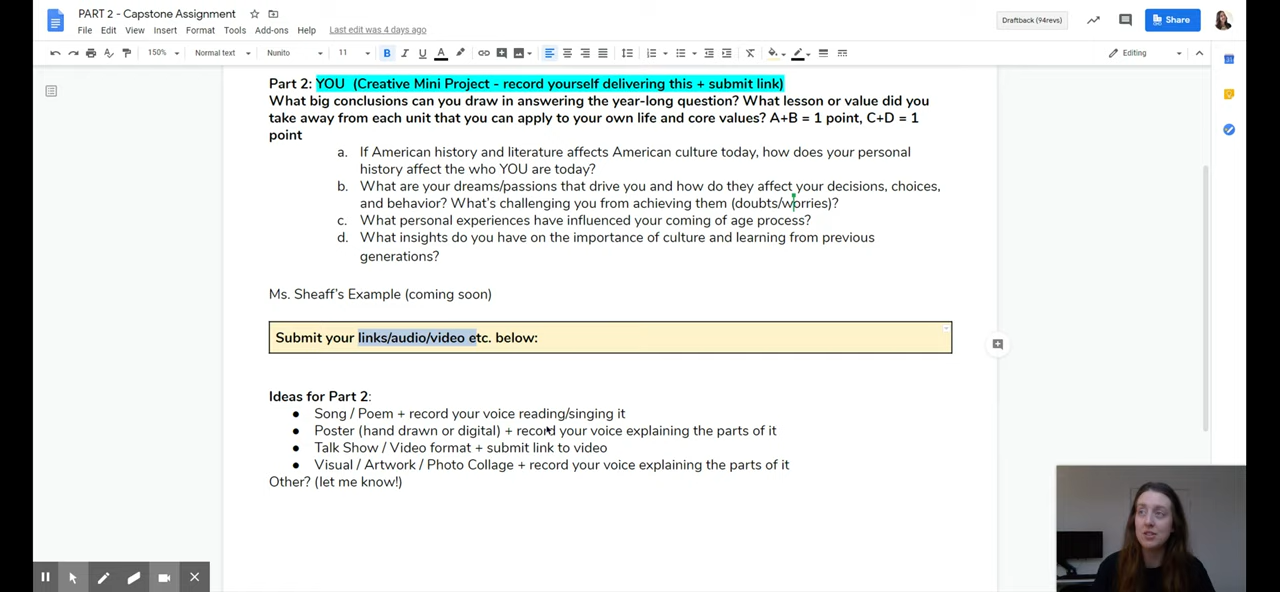 PART 2 - Capstone Assignment
File Edit View Insert Format Tools Add-ons Help Last edit was 4 days ago
Draftback (94revs)
Share
150% Normal text Nunito 11 B I U A Editing
Part 2: YOU (Creative Mini Project - record yourself delivering this + submit link)
What big conclusions can you draw in answering the year-long question? What lesson or value did you
take away from each unit that you can apply to your own life and core values? A+B = 1 point, C+D = 1
point
a. If American history and literature affects American culture today, how does your personal
history affect the who YOU are today?
b. What are your dreams/passions that drive you and how do they affect your decisions, choices,
and behavior? What's challenging you from achieving them (doubts/worries)?
c. What personal experiences have influenced your coming of age process?
d. What insights do you have on the importance of culture and learning from previous
generations?
Ms. Sheaff's Example (coming soon)
Submit your links/audio/video etc. below:
Ideas for Part 2:
● Song / Poem + record your voice reading/singing it
● Poster (hand drawn or digital) + record your voice explaining the parts of it
● Talk Show / Video format + submit link to video
● Visual / Artwork / Photo Collage + record your voice explaining the parts of it
Other? (let me know!)